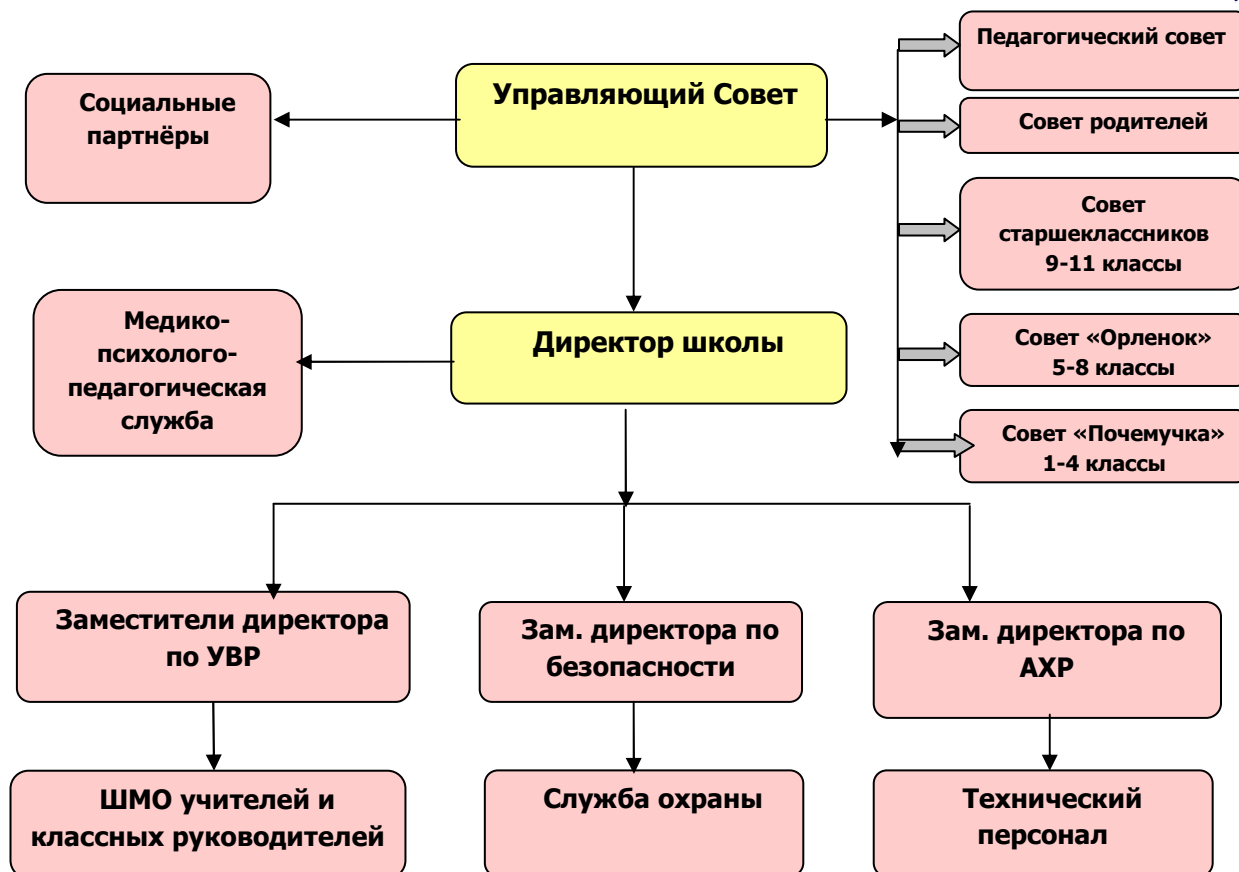 Педагогический совет
Управляющий Совет
Социальные
партнёры
Совет родителей
Совет
старшеклассников
9-11 классы
Медико-
психолого-
педагогическая
служба
Директор школы
Совет «Орленок»
5-8 классы
Совет «Почемучка»
1-4 классы
Заместители директора
по УВР
Зам. директора по
безопасности
Зам. директора по
АХР
ШМО учителей и
классных руководителей
Служба охраны
Технический
персонал